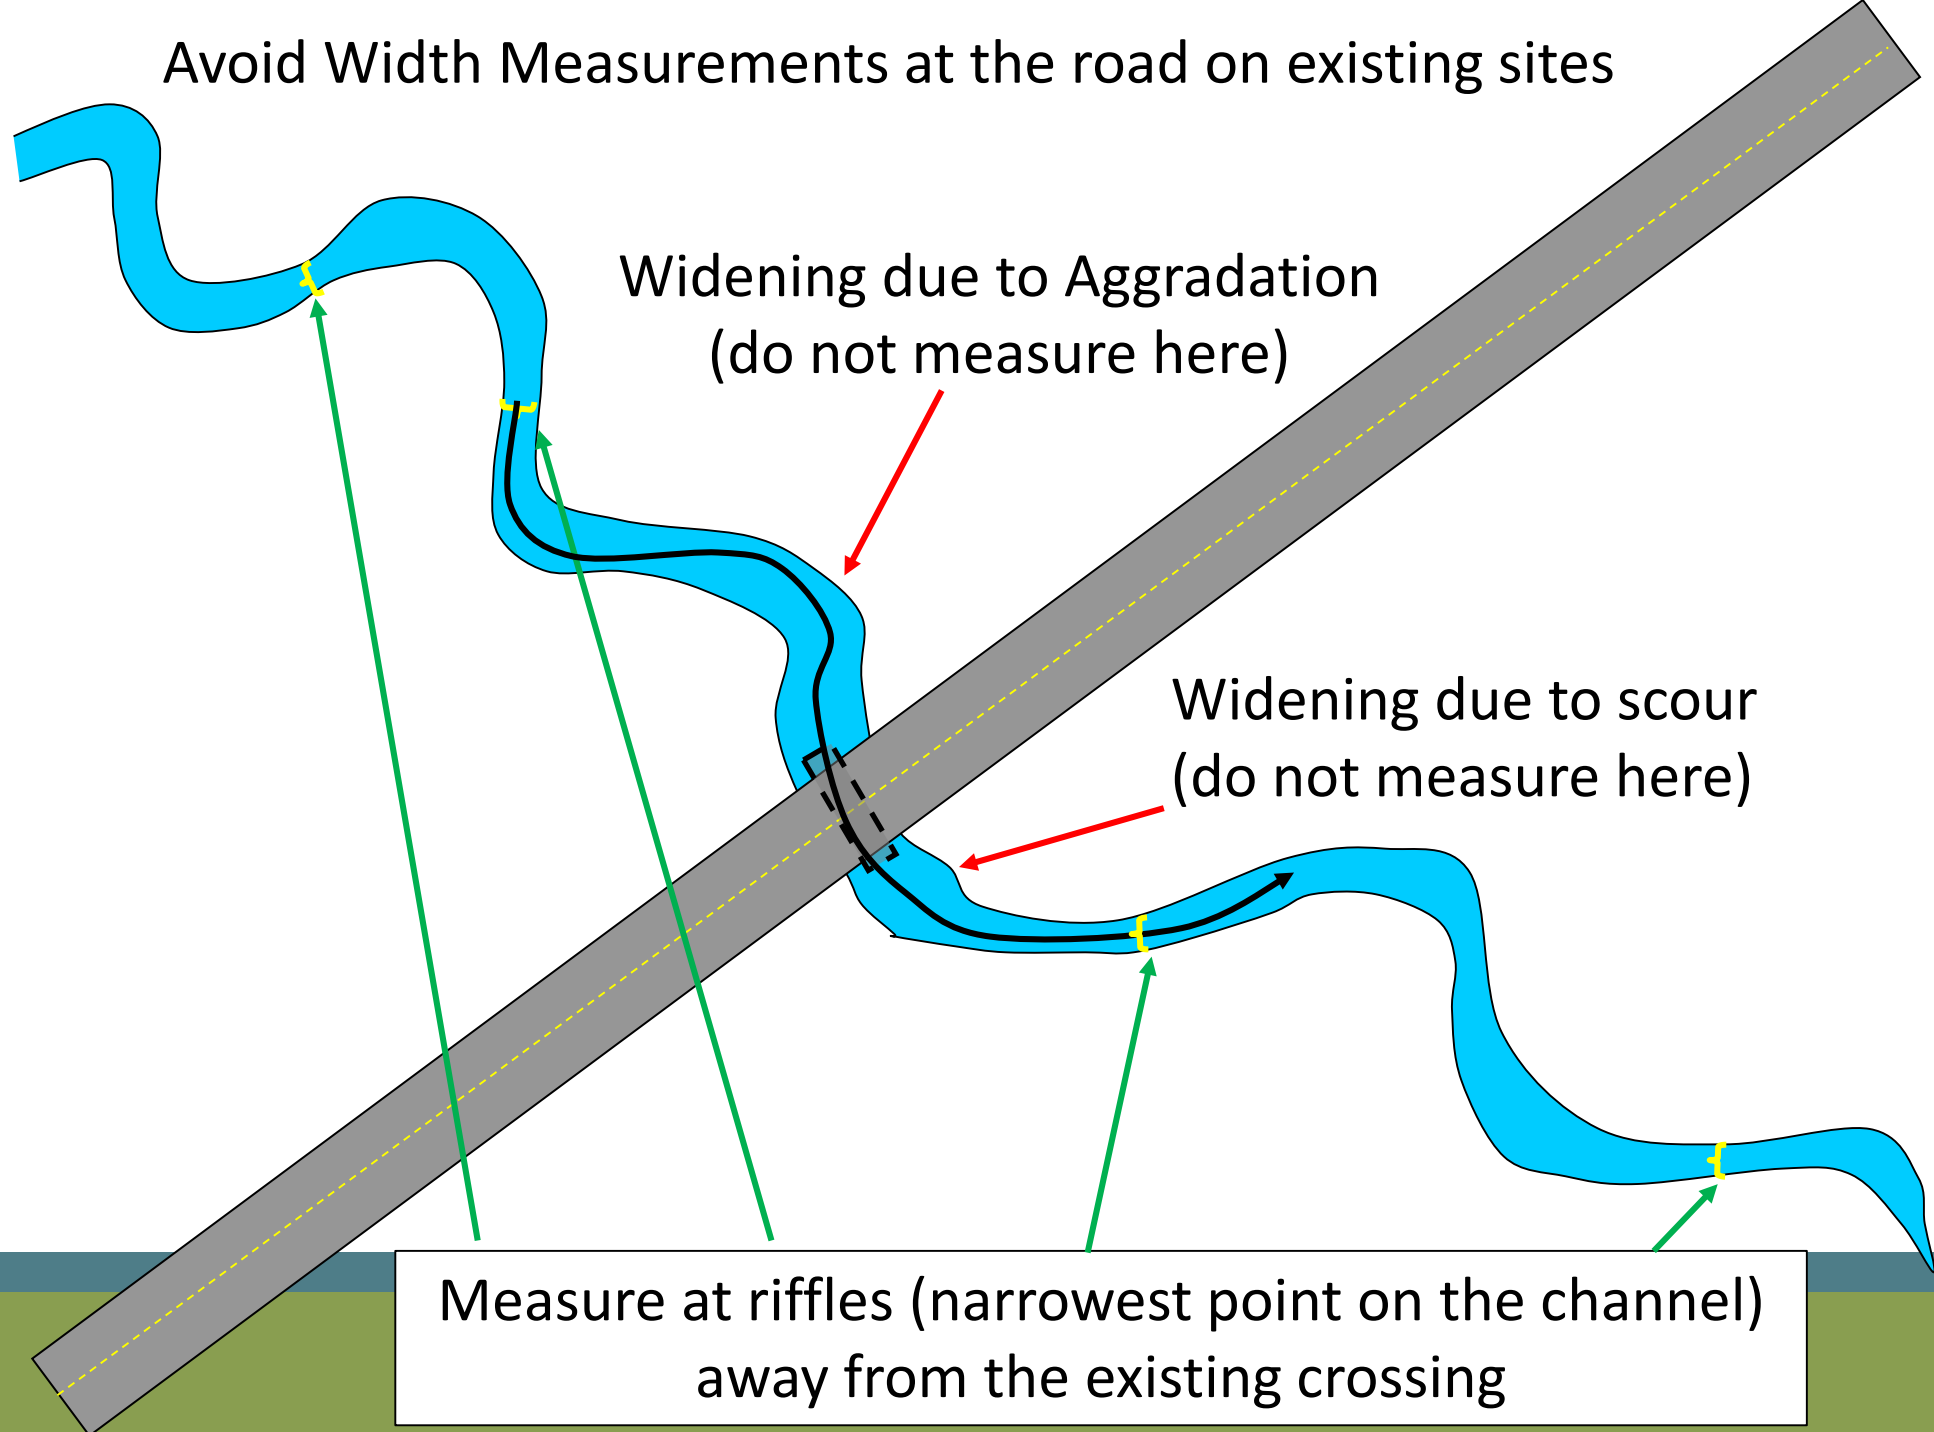 Avoid Width Measurements at the road on existing sites
Widening due to Aggradation
(do not measure here)
Widening due to scour
(do not measure here)
Measure at riffles (narrowest point on the channel)
away from the existing crossing